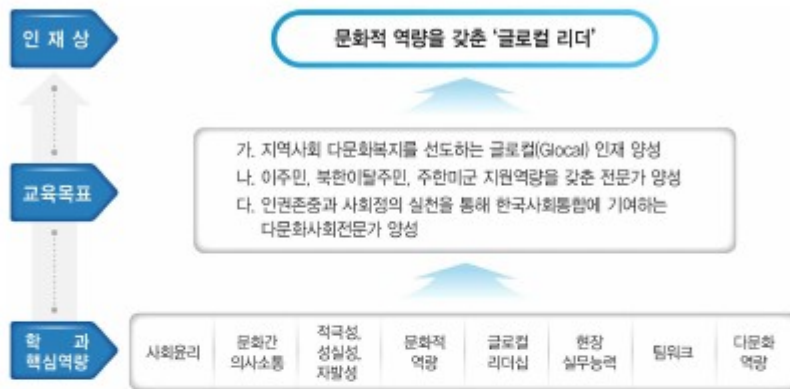 인 재 상
문화적 역량을 갖춘 ‘글로컬 리더’
교육목표
가. 지역사회 다문화복지를 선도하는 글로컬(Glocal) 인재 양성
나. 이주민, 북한이탈주민, 주한미군 지원역량을 갖춘 전문가 양성
다. 인권존중과 사회정의 실천을 통해 한국사회통합에 기여하는
다문화사회전문가 양성
학 과
핵심역량
사회윤리
문화간
의사소통
적극성,
성실성,
자발성
문화적
역량
글로컬
리더십
현장
실무능력
팀워크
다문화
역량